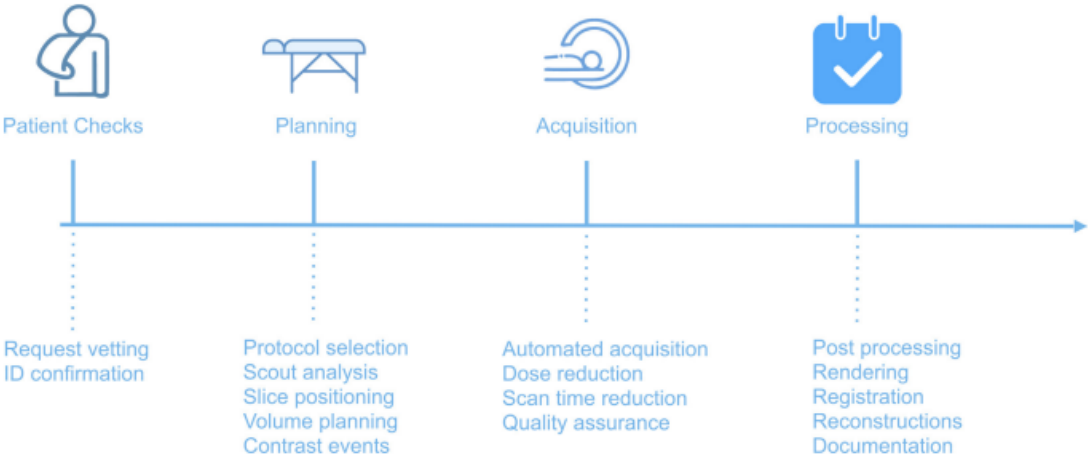 Patient Checks
Planning
Acquisition
Processing
Request vetting
ID confirmation
Protocol selection
Scout analysis
Slice positioning
Volume planning
Contrast events
Automated acquisition
Dose reduction
Scan time reduction
Quality assurance
Post processing
Rendering
Registration
Reconstructions
Documentation